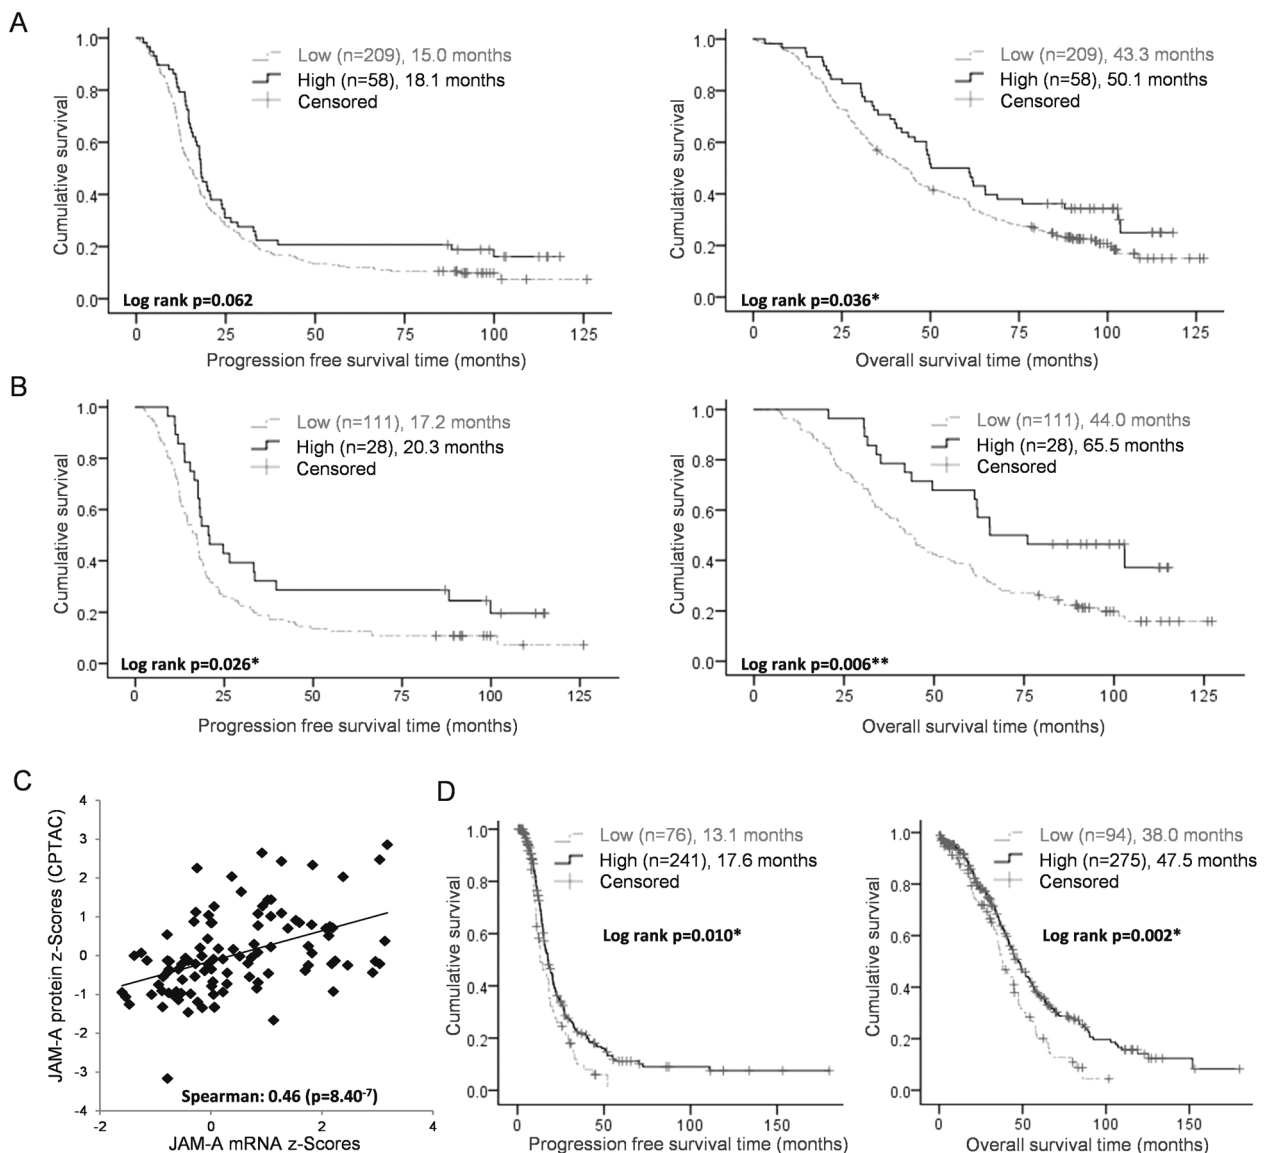 A
Cumulative survival
1.0
0.8
0.6
0.4
0.2
0.0
Low (n=209), 15.0 months
High (n=58), 18.1 months
Censored
Log rank p=0.062
0 25 50 75 100 125
Progression free survival time (months)
Cumulative survival
1.0
0.8
0.6
0.4
0.2
0.0
Low (n=209), 43.3 months
High (n=58), 50.1 months
Censored
Log rank p=0.036*
0 25 50 75 100 125
Overall survival time (months)
B
Cumulative survival
1.0
0.8
0.6
0.4
0.2
0.0
Low (n=111), 17.2 months
High (n=28), 20.3 months
Censored
Log rank p=0.026*
0 25 50 75 100 125
Progression free survival time (months)
Cumulative survival
1.0
0.8
0.6
0.4
0.2
0.0
Low (n=111), 44.0 months
High (n=28), 65.5 months
Censored
Log rank p=0.006**
0 25 50 75 100 125
Overall survival time (months)
C
JAM-A protein z-Scores (CPTAC)
4
3
2
1
0
-1
-2
-3
-4
Spearman: 0.46 (p=8.40-7)
-2 0 2 4
JAM-A mRNA z-Scores
D
Cumulative survival
1.0
0.8
0.6
0.4
0.2
0.0
Low (n=76), 13.1 months
High (n=241), 17.6 months
Censored
Log rank p=0.010*
0 50 100 150
Progression free survival time (months)
Cumulative survival
1.0
0.8
0.6
0.4
0.2
0.0
Low (n=94), 38.0 months
High (n=275), 47.5 months
Censored
Log rank p=0.002*
0 50 100 150
Overall survival time (months)